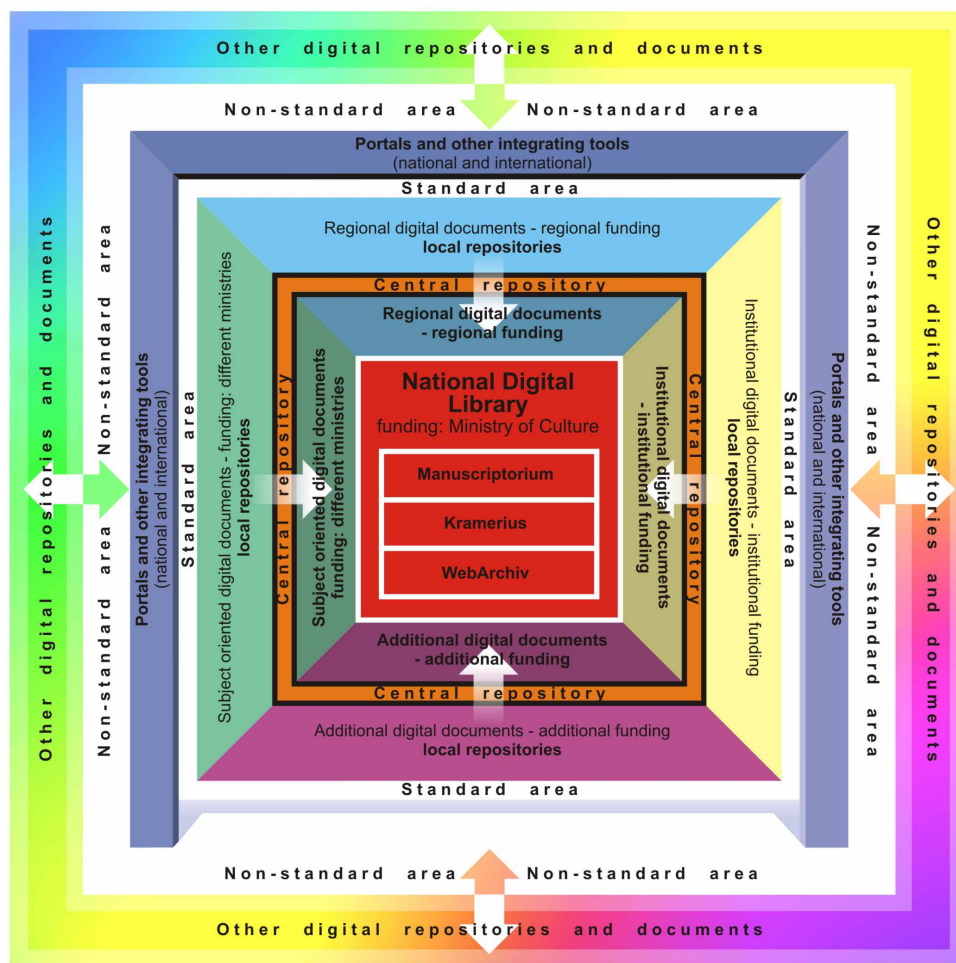 Other digital repositories and documents
Non-standard area Non-standard area
Portals and other integrating tools
(national and international)
Standard area
Regional digital documents - regional funding
local repositories
Central repository
Regional digital documents
- regional funding
Other digital repositories and documents
Non-standard area Non-standard area
Portals and other integrating tools
(national and international)
Standard area
Subject oriented digital documents - funding: different ministries
local repositories
Central repository
Subject oriented digital documents
funding: different ministries
National Digital
Library
funding: Ministry of Culture
Manuscriptorium
Kramerius
WebArchiv
Institutional digital documents
- institutional funding
Central repository
Institutional digital documents - institutional funding
local repositories
Standard area
Portals and other integrating tools
(national and international)
Non-standard area Non-standard area
Other digital repositories and documents
Additional digital documents
- additional funding
Central repository
Additional digital documents - additional funding
local repositories
Standard area
Non-standard area Non-standard area
Other digital repositories and documents